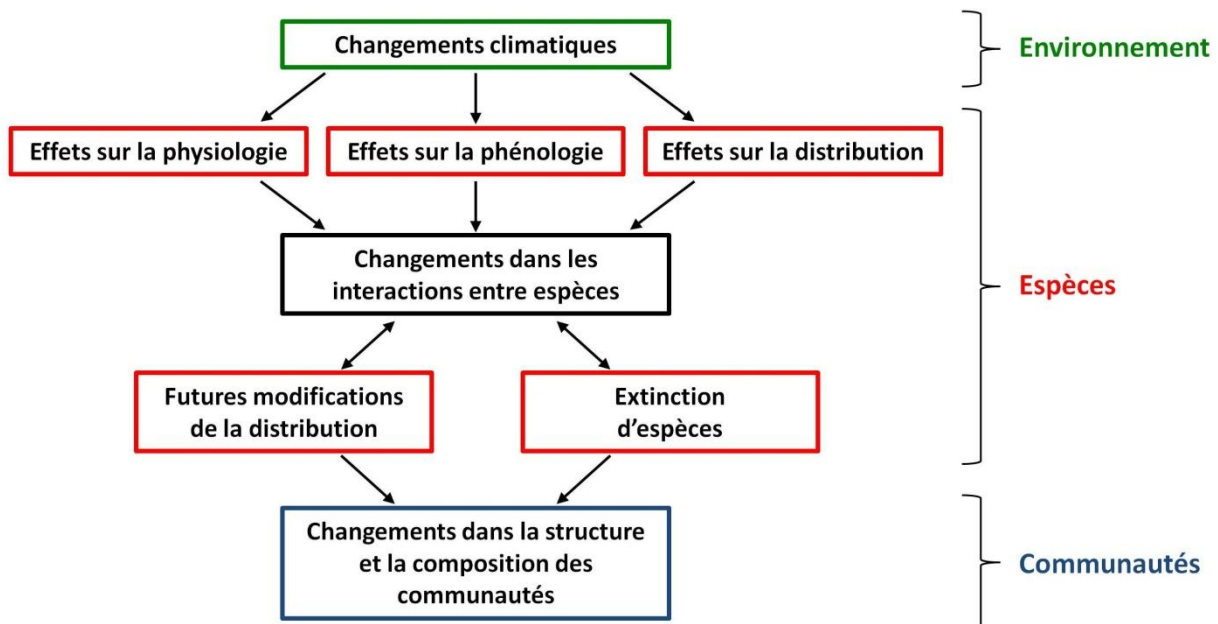 Changements climatiques
Environnement
Effets sur la physiologie
Effets sur la phénologie
Effets sur la distribution
Changements dans les
interactions entre espèces
Espèces
Futures modifications
de la distribution
Extinction
d'espèces
Changements dans la structure
et la composition des
communautés
Communautés